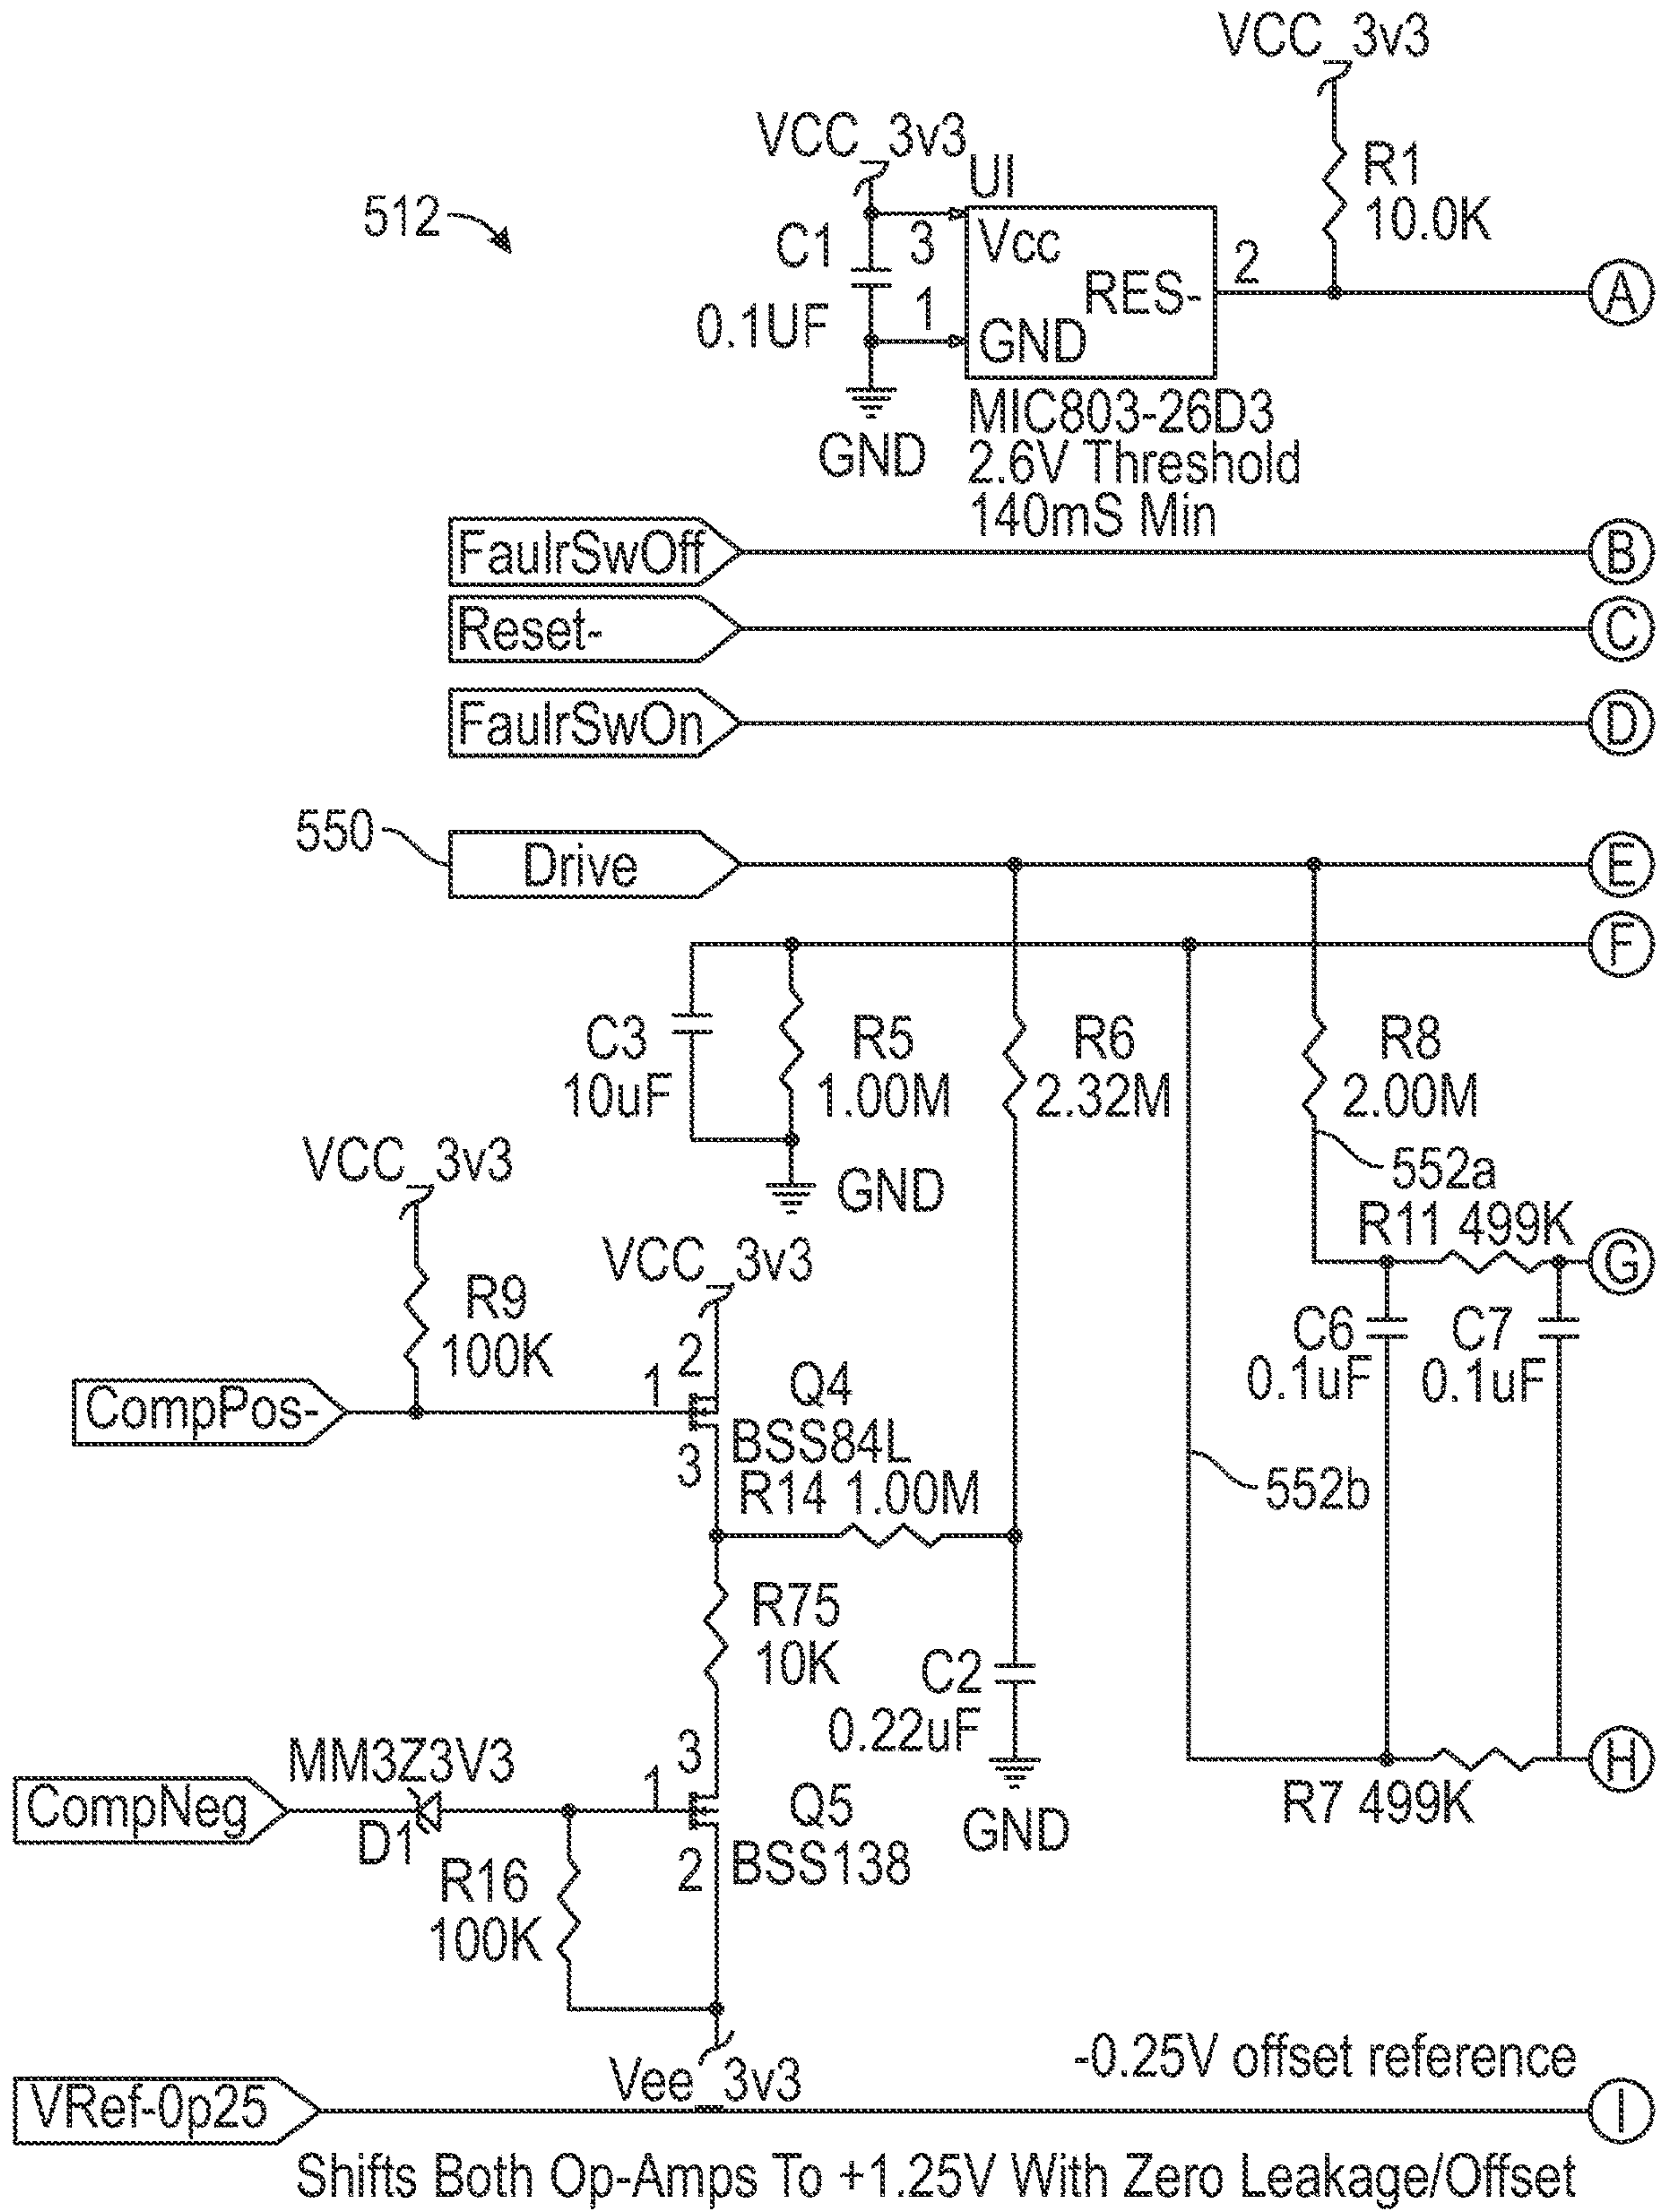 VCC_3v3
VCC_3v3
UI
R1
10.0K
512
C1
0.1UF
3
1
Vcc
RES-
GND
2
A
GND
MIC803-26D3
2.6V Threshold
140mS Min
FaulrSwOff
B
Reset-
C
FaulrSwOn
D
550
Drive
E
F
C3
10uF
R5
1.00M
R6
2.32M
R8
2.00M
GND
552a
VCC_3v3
R11 499K
G
VCC_3v3
R9
100K
C6
0.1uF
C7
0.1uF
CompPos-
1
2
3
Q4
BSS84L
R14 1.00M
552b
R75
10K
C2
0.22uF
GND
MM3Z3V3
CompNeg
D1
1
3
2
Q5
BSS138
R7 499K
H
R16
100K
Vee_3v3
-0.25V offset reference
VRef-0p25
I
Shifts Both Op-Amps To +1.25V With Zero Leakage/Offset